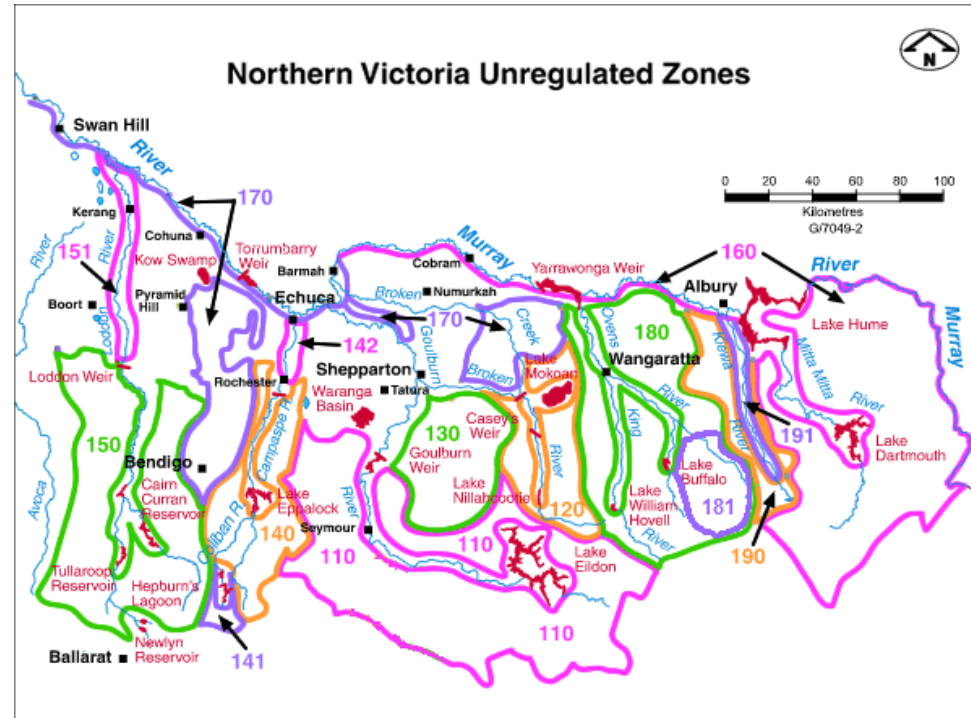 N
Northern Victoria Unregulated Zones
0 20 40 60 80 100
Kilometres
G/7049-2
Swan Hill
River
170
Kerang
Cohuna
Torrumbarry
Weir
Murray
160
River
151
River
River
Kow Swamp
Barmah
Cobram
Yarrawonga Weir
Albury
Boort
Pyramid
Hill
Echuca
Broken
Numurkah
Lake Hume
Murray
Loddon
170
Creek
Ovens
180
Kiewa
Mitta Mitta
142
Goulburn
Wangaratta
Loddon Weir
Rochester
Shepparton
Tatura
Broken
Lake
Mokoan
River
River
Waranga
Basin
Casey's
Weir
King
191
150
Campaspe R.
130
Goulburn
Weir
River
River
Lake
Dartmouth
Bendigo
Lake
Buffalo
Avoca
Cairn
Curran
Reservoir
Lake
Eppalock
River
Lake
Nillahcootie
120
Lake
William
Hovell
181
Coliban R.
140
Seymour
190
110
110
River
Tullaroop
Reservoir
Hepburn's
Lagoon
Lake
Eildon
110
Ballarat
Newlyn
Reservoir
141